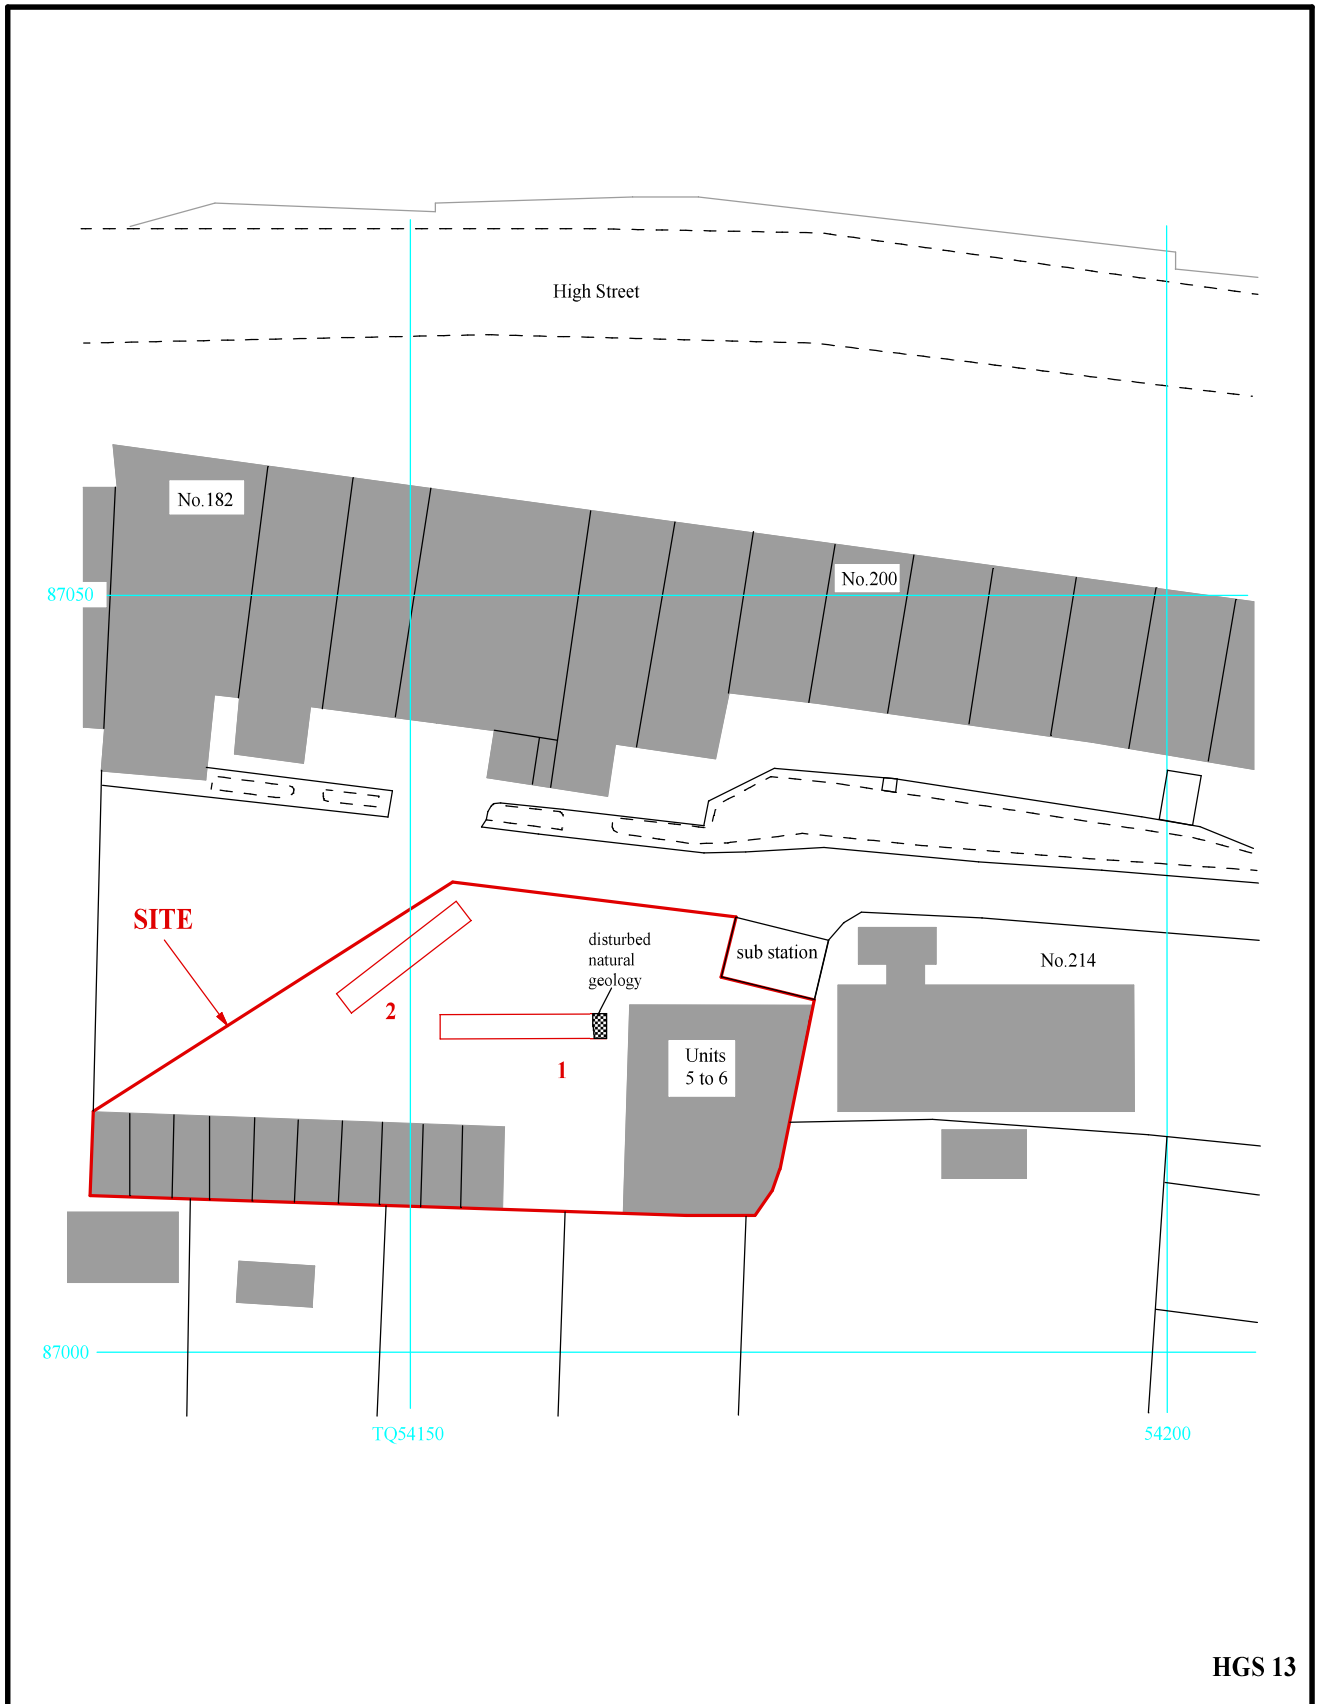 High Street
No.182
No.200
87050
SITE
disturbed
natural
geology
sub station
No.214
2
1
Units
5 to 6
87000
TQ54150
54200
HGS 13